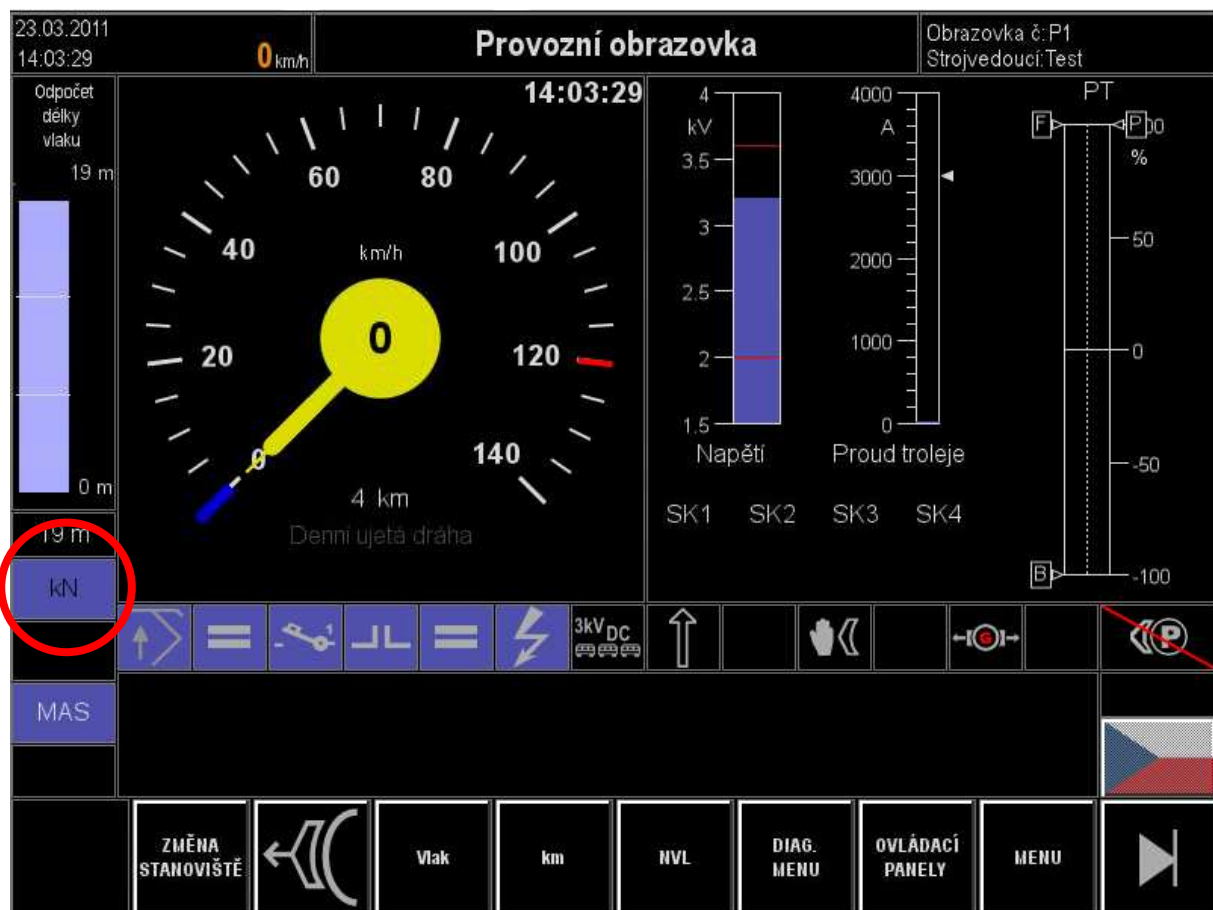 23.03.2011
14:03:29
0 km/h
Provozní obrazovka
Obrazovka č:P1
Strojvedoucí:Test
Odpočet
délky
vlaku
19 m
0 m
19 m
kN
MAS
14:03:29
0
20
40
60
80
100
120
140
km/h
0
4 km
Denní ujetá dráha
4
kV
3.5
3
2.5
2
1.5
Napětí
4000
A
3000
2000
1000
0
Proud troleje
SK1 SK2 SK3 SK4
PT
F P 00
%
50
0
-50
B -100
1
3kV DC
G
P
ZMĚNA
STANOVIŠTĚ
Vlak
km
NVL
DIAG.
MENU
OVLÁDACÍ
PANELY
MENU